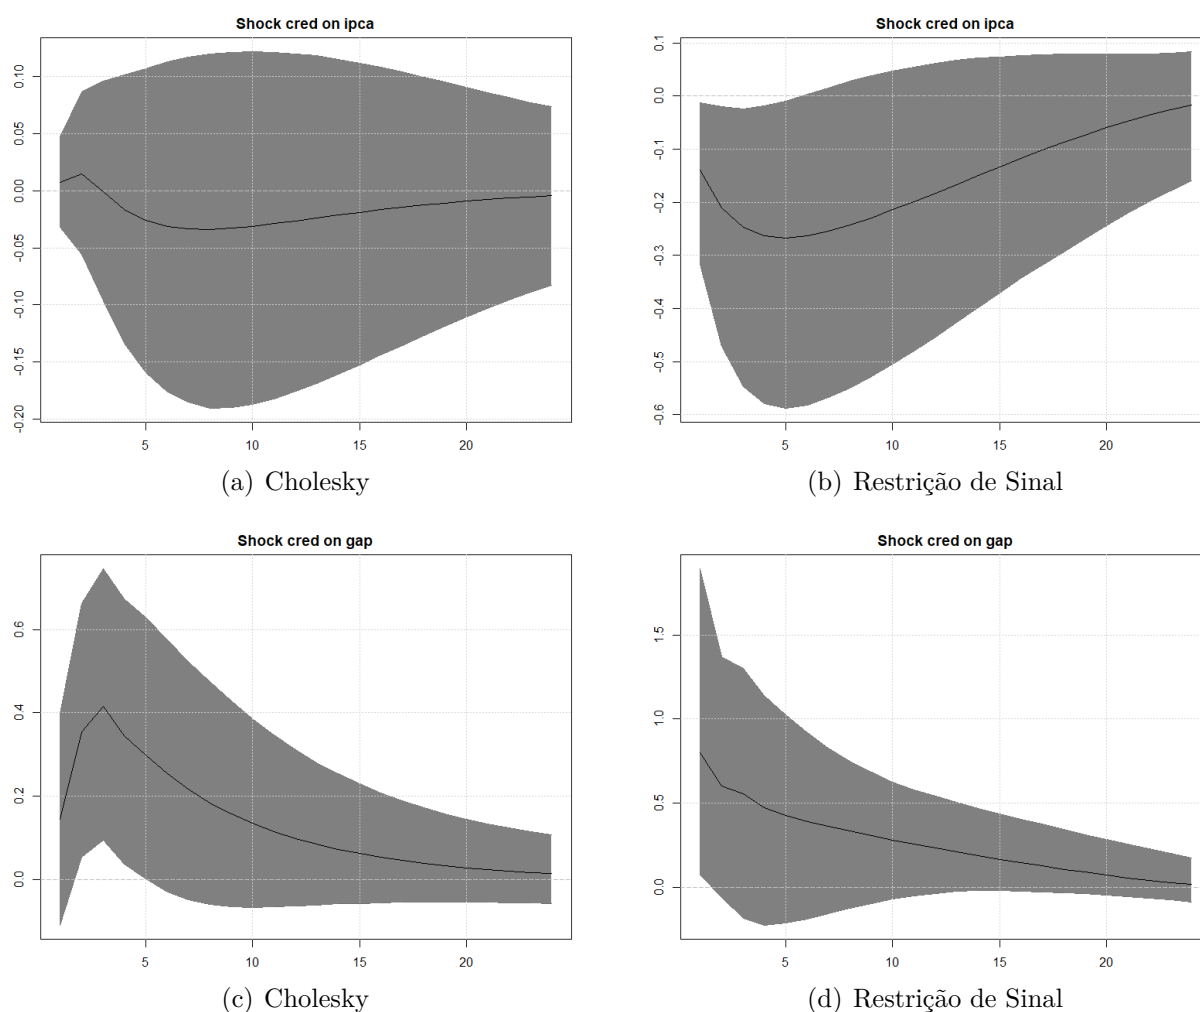 Shock cred on ipca
0.10
0.05
0.00
-0.05
-0.10
-0.15
-0.20
5 10 15 20
(a) Cholesky
Shock cred on ipca
0.1
0.0
-0.1
-0.2
-0.3
-0.4
-0.5
-0.6
5 10 15 20
(b) Restrição de Sinal
Shock cred on gap
0.6
0.4
0.2
0.0
5 10 15 20
(c) Cholesky
Shock cred on gap
1.5
1.0
0.5
0.0
5 10 15 20
(d) Restrição de Sinal